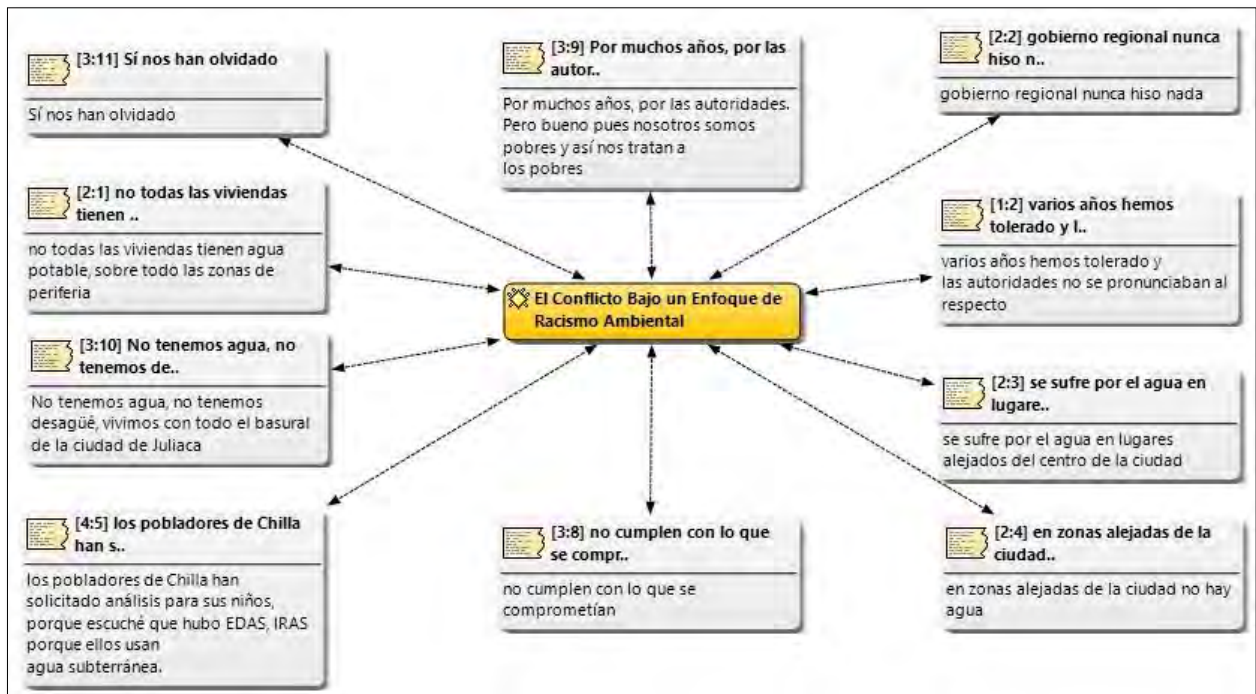 [3:11] Sí nos han olvidado
Sí nos han olvidado
[3:9] Por muchos años, por las
autor..
Por muchos años, por las autoridades.
Pero bueno pues nosotros somos
pobres y así nos tratan a
los pobres
[2:2] gobierno regional nunca
hiso n..
gobierno regional nunca hiso nada
[2:1] no todas las viviendas
tienen ..
no todas las viviendas tienen agua
potable, sobre todo las zonas de
periferia
[1:2] varios años hemos
tolerado y l..
varios años hemos tolerado y
las autoridades no se pronunciaban al
respecto
El Conflicto Bajo un Enfoque de
Racismo Ambiental
[3:10] No tenemos agua, no
tenemos de..
No tenemos agua, no tenemos
desagüé, vivimos con todo el basural
de la ciudad de Juliaca
[2:3] se sufre por el agua en
lugare..
se sufre por el agua en lugares
alejados del centro de la ciudad
[4:5] los pobladores de Chilla
han s..
los pobladores de Chilla han
solicitado análisis para sus niños,
porque escuché que hubo EDAS, IRAS
porque ellos usan
agua subterránea.
[3:8] no cumplen con lo que
se compr..
no cumplen con lo que se
comprometían
[2:4] en zonas alejadas de la
ciudad..
en zonas alejadas de la ciudad no hay
agua